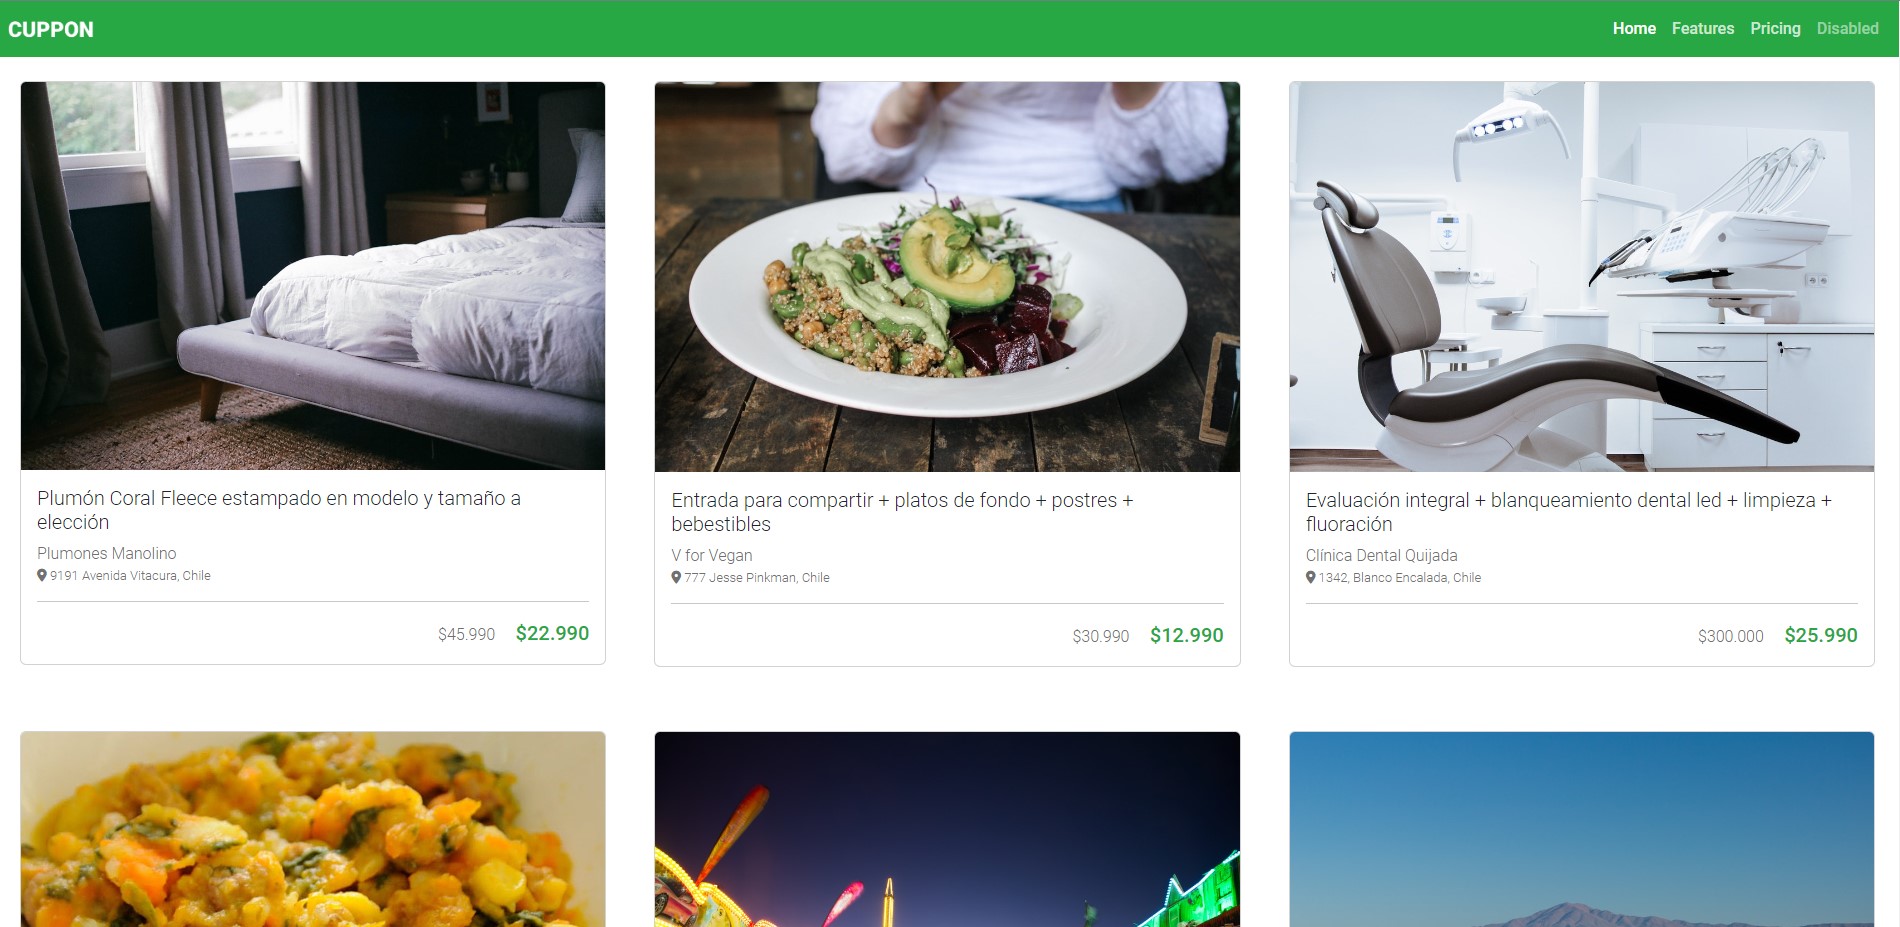 CUPPON
Home Features Pricing Disabled
Plumón Coral Fleece estampado en modelo y tamaño a
elección
Plumones Manolino
9191 Avenida Vitacura, Chile
$45.990 $22.990
Entrada para compartir + platos de fondo + postres +
bebestibles
V for Vegan
777 Jesse Pinkman, Chile
$30.990 $12.990
Evaluación integral + blanqueamiento dental led + limpieza +
fluoración
Clínica Dental Quijada
1342, Blanco Encalada, Chile
$300.000 $25.990